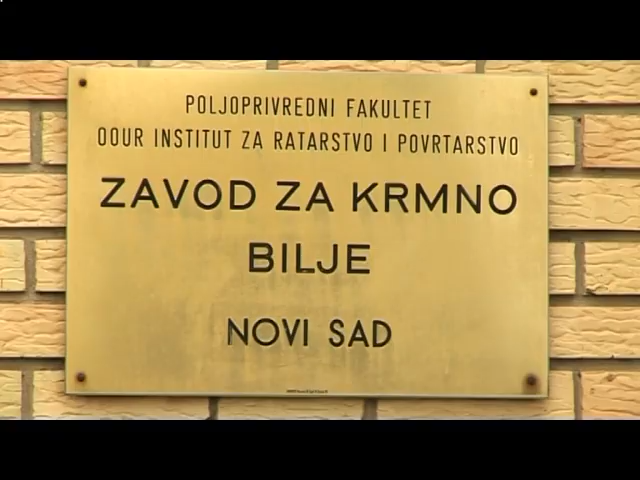 POLJOPRIVREDNI FAKULTET
OOUR INSTITUT ZA RATARSTVO I POVRTARSTVO
ZAVOD ZA KRMNO
BILJE
NOVI SAD